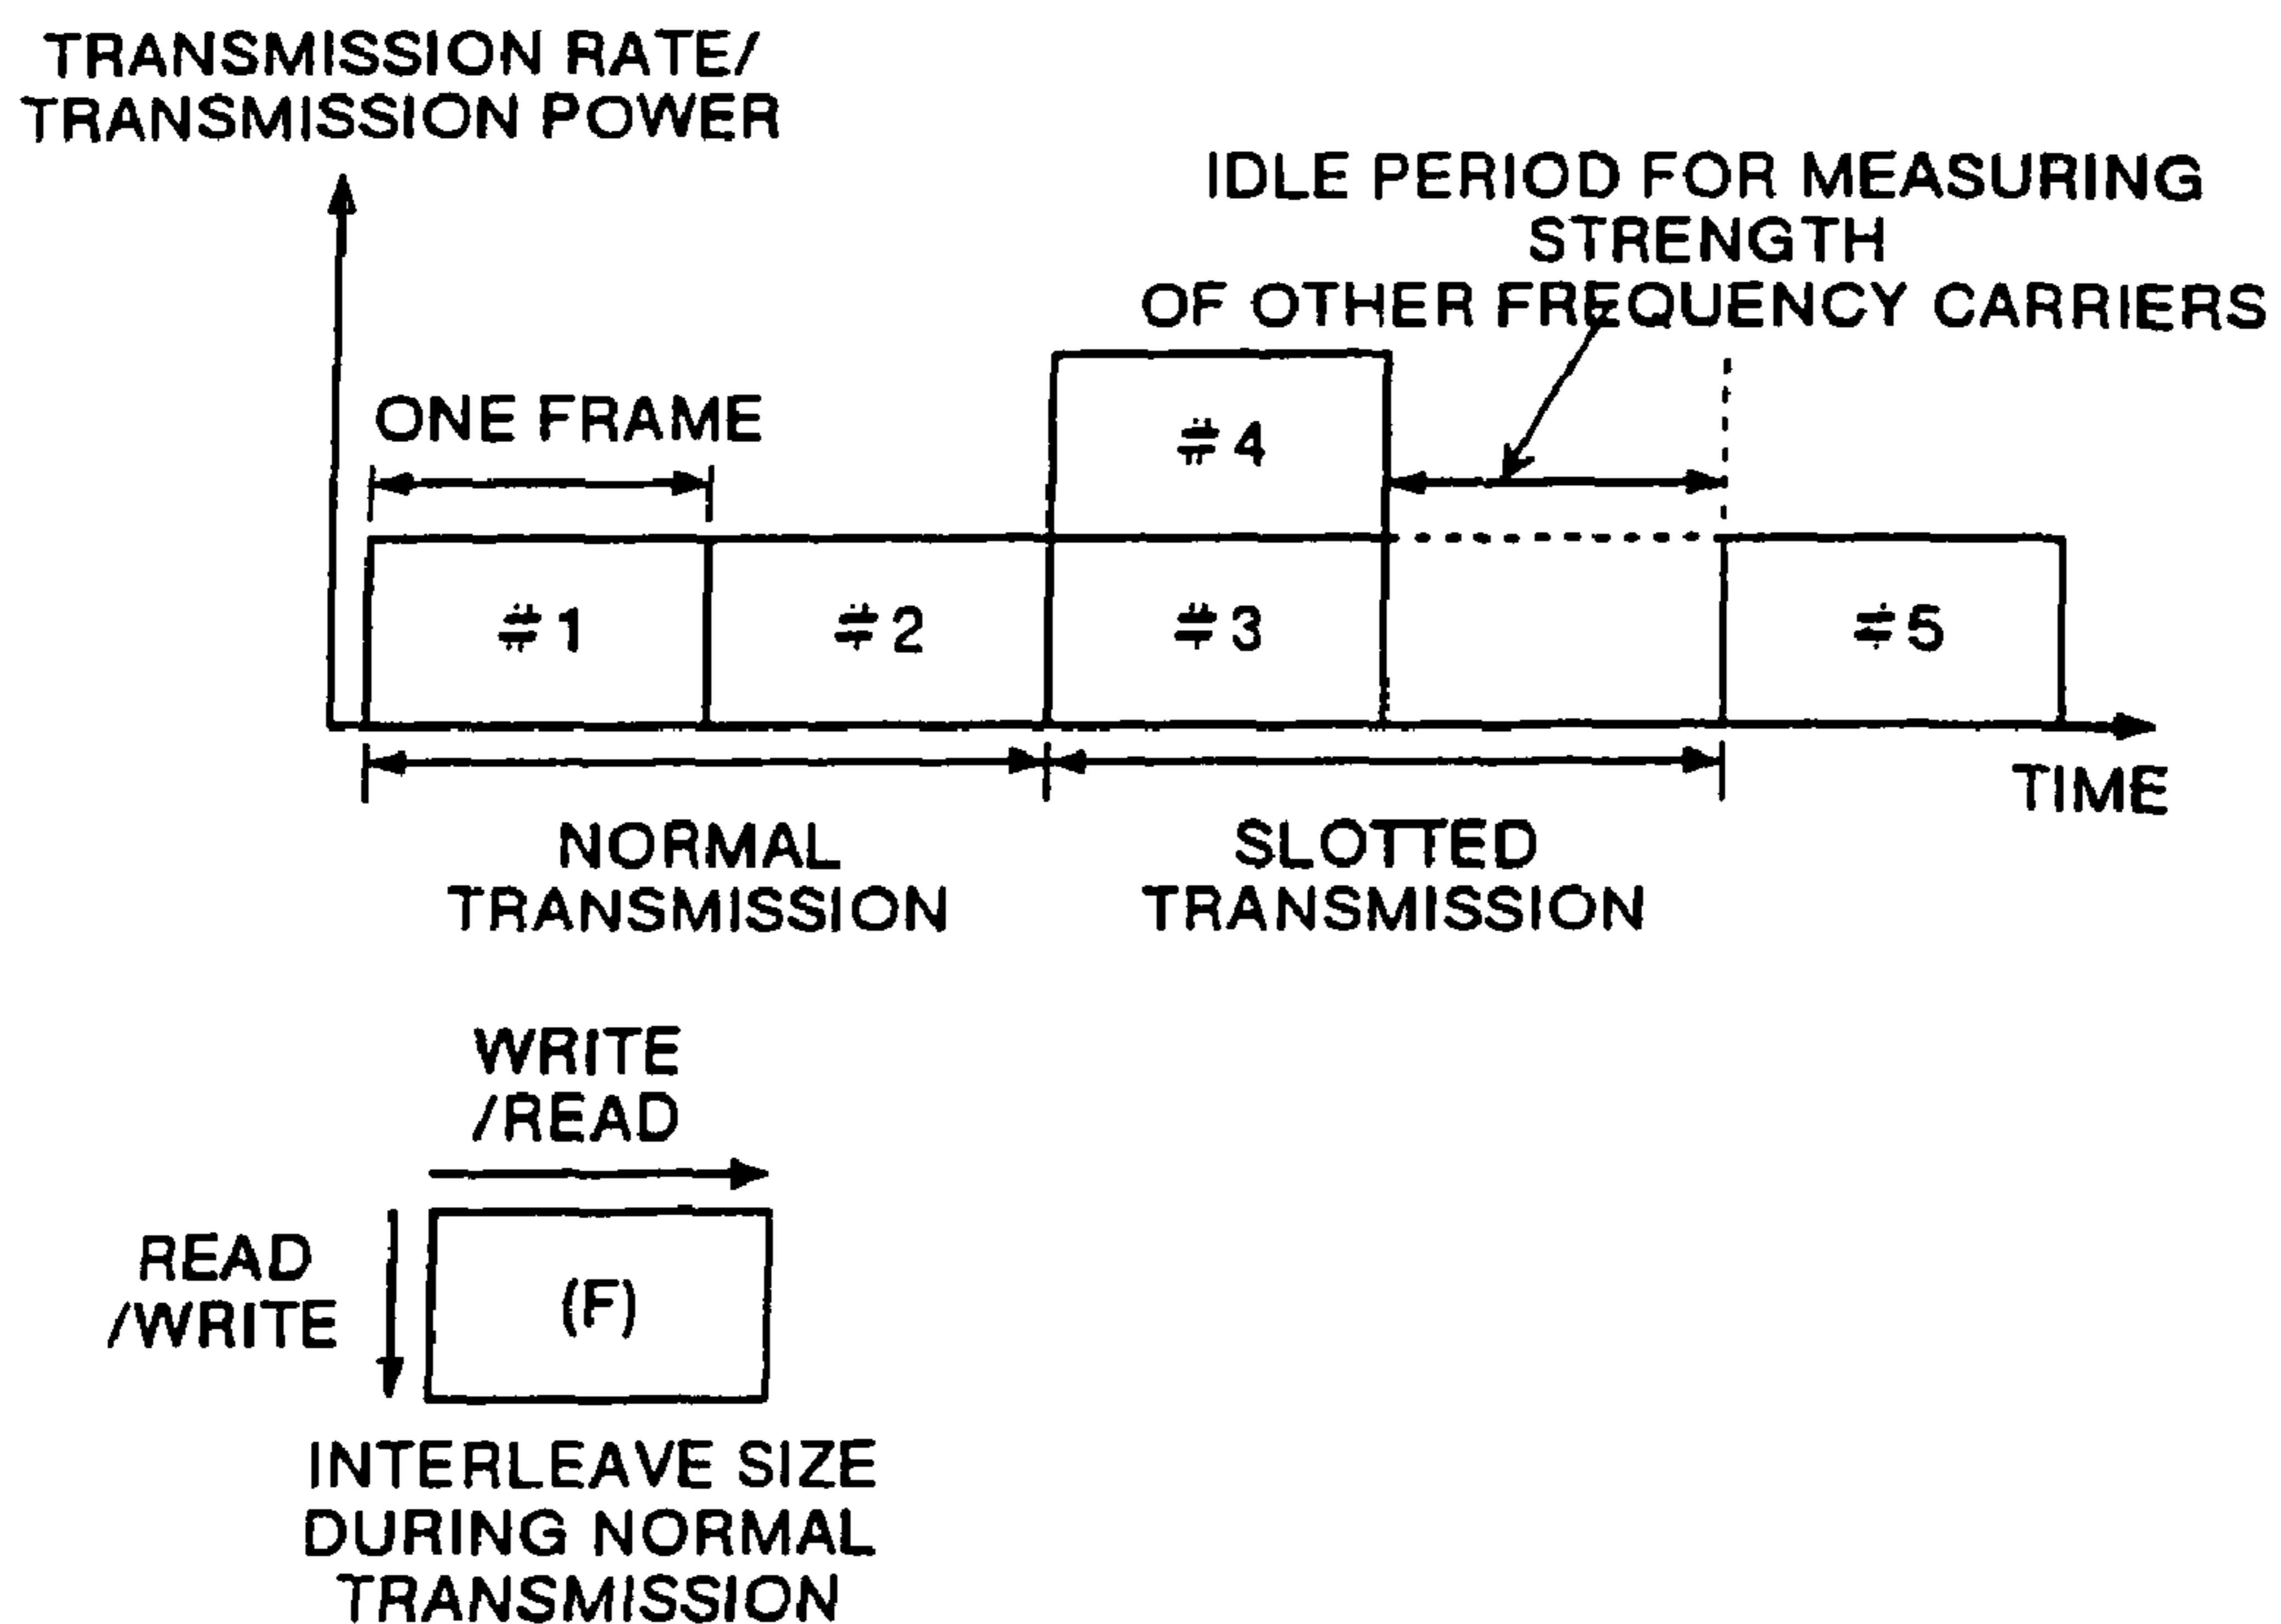 TRANSMISSION RATE/
TRANSMISSION POWER
IDLE PERIOD FOR MEASURING
STRENGTH
OF OTHER FREQUENCY CARRIERS
ONE FRAME
#4
#1
#2
#3
#5
TIME
NORMAL
TRANSMISSION
SLOTTED
TRANSMISSION
WRITE
/READ
READ
/WRITE
(F)
INTERLEAVE SIZE
DURING NORMAL
TRANSMISSION